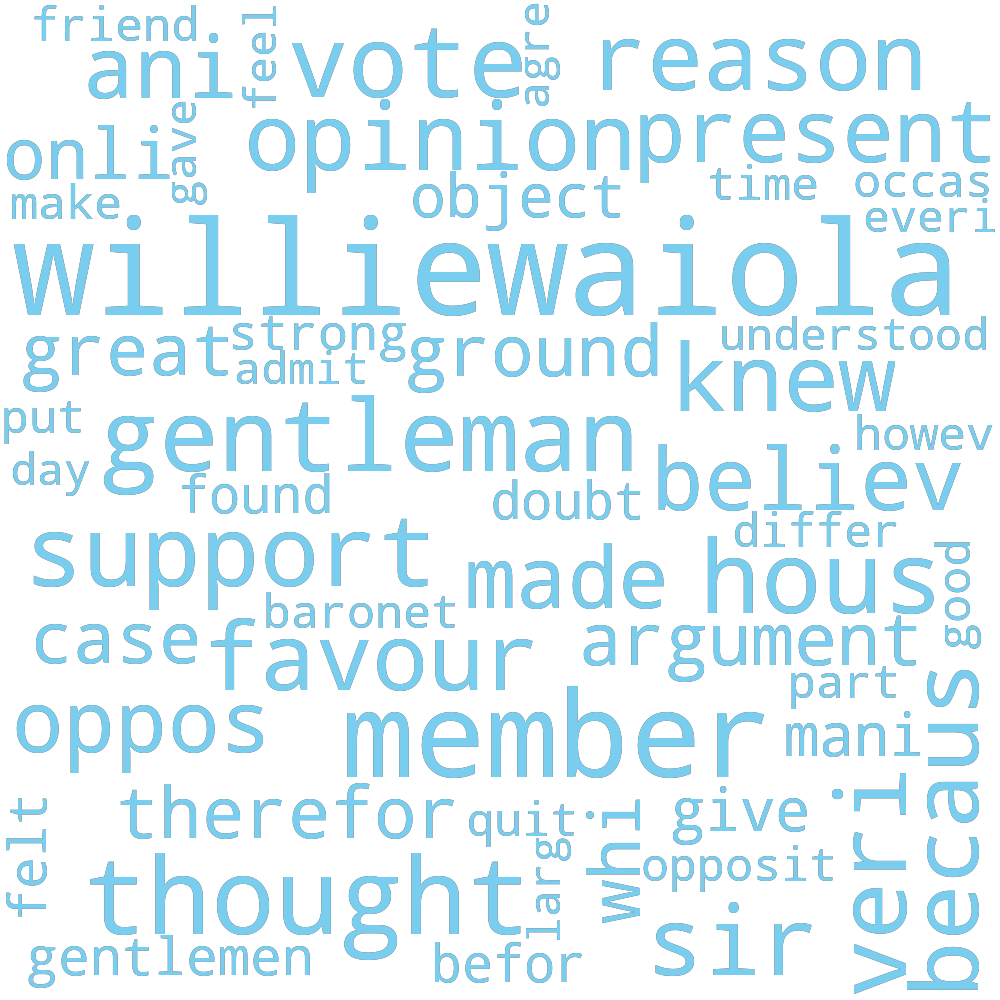 friend
feel
agre
ani
vote
reason
gave
onli
opinion
present
make
object
time
occas
everi
williewaiola
great
strong
admit
ground
understood
knew
put
gentleman
howev
day
found
doubt
believ
differ
support
made
hous
good
baronet
case
favour
argument
part
oppos
member
mani
becaus
veri
felt
therefor
quit
whi
give
larg
opposit
thought
sir
gentlemen
befor